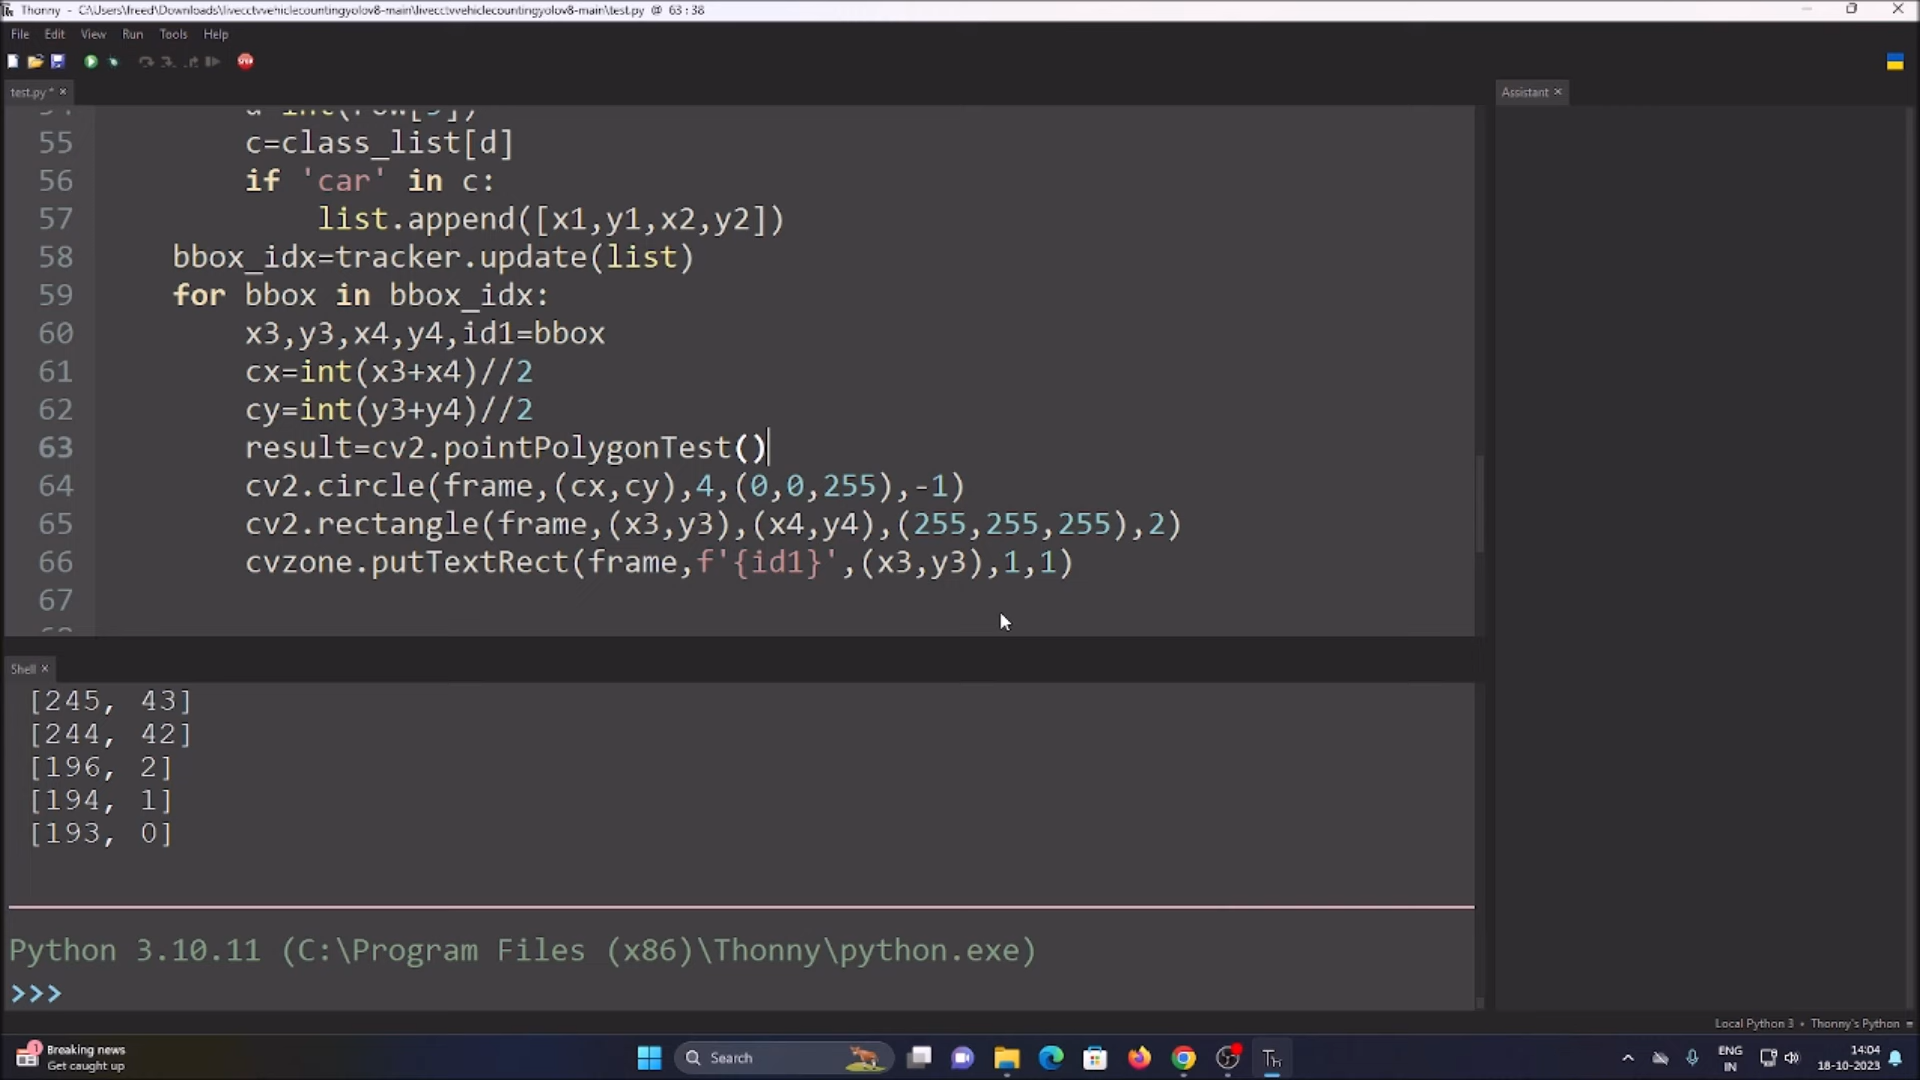 Thonny - C:\Users\freed\Downloads\livecctvvehiclecountingyolov8-main\livecctvvehiclecountingyolov8-main\test.py @ 63 : 38
File Edit View Run Tools Help
test.py * ×
Assistant ×
55 c=class_list[d]
56 if 'car' in c:
57 list.append([x1,y1,x2,y2])
58 bbox_idx=tracker.update(list)
59 for bbox in bbox_idx:
60 x3,y3,x4,y4,id1=bbox
61 cx=int(x3+x4)//2
62 cy=int(y3+y4)//2
63 result=cv2.pointPolygonTest()
64 cv2.circle(frame,(cx,cy),4,(0,0,255),-1)
65 cv2.rectangle(frame,(x3,y3),(x4,y4),(255,255,255),2)
66 cvzone.putTextRect(frame,f'{id1}',(x3,y3),1,1)
67
Shell ×
[245, 43]
[244, 42]
[196, 2]
[194, 1]
[193, 0]
Python 3.10.11 (C:\Program Files (x86)\Thonny\python.exe)
>>>
Local Python 3 • Thonny's Python
1
Breaking news
Get caught up
Search
Th
ENG
IN
14:04
18-10-2023